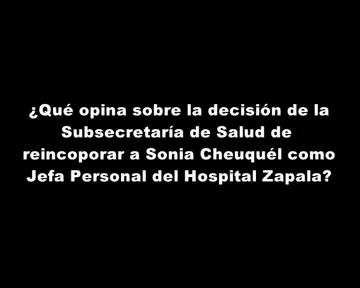 ¿Qué opina sobre la decisión de la
Subsecretaría de Salud de
reincoporar a Sonia Cheuquél como
Jefa Personal del Hospital Zapala?